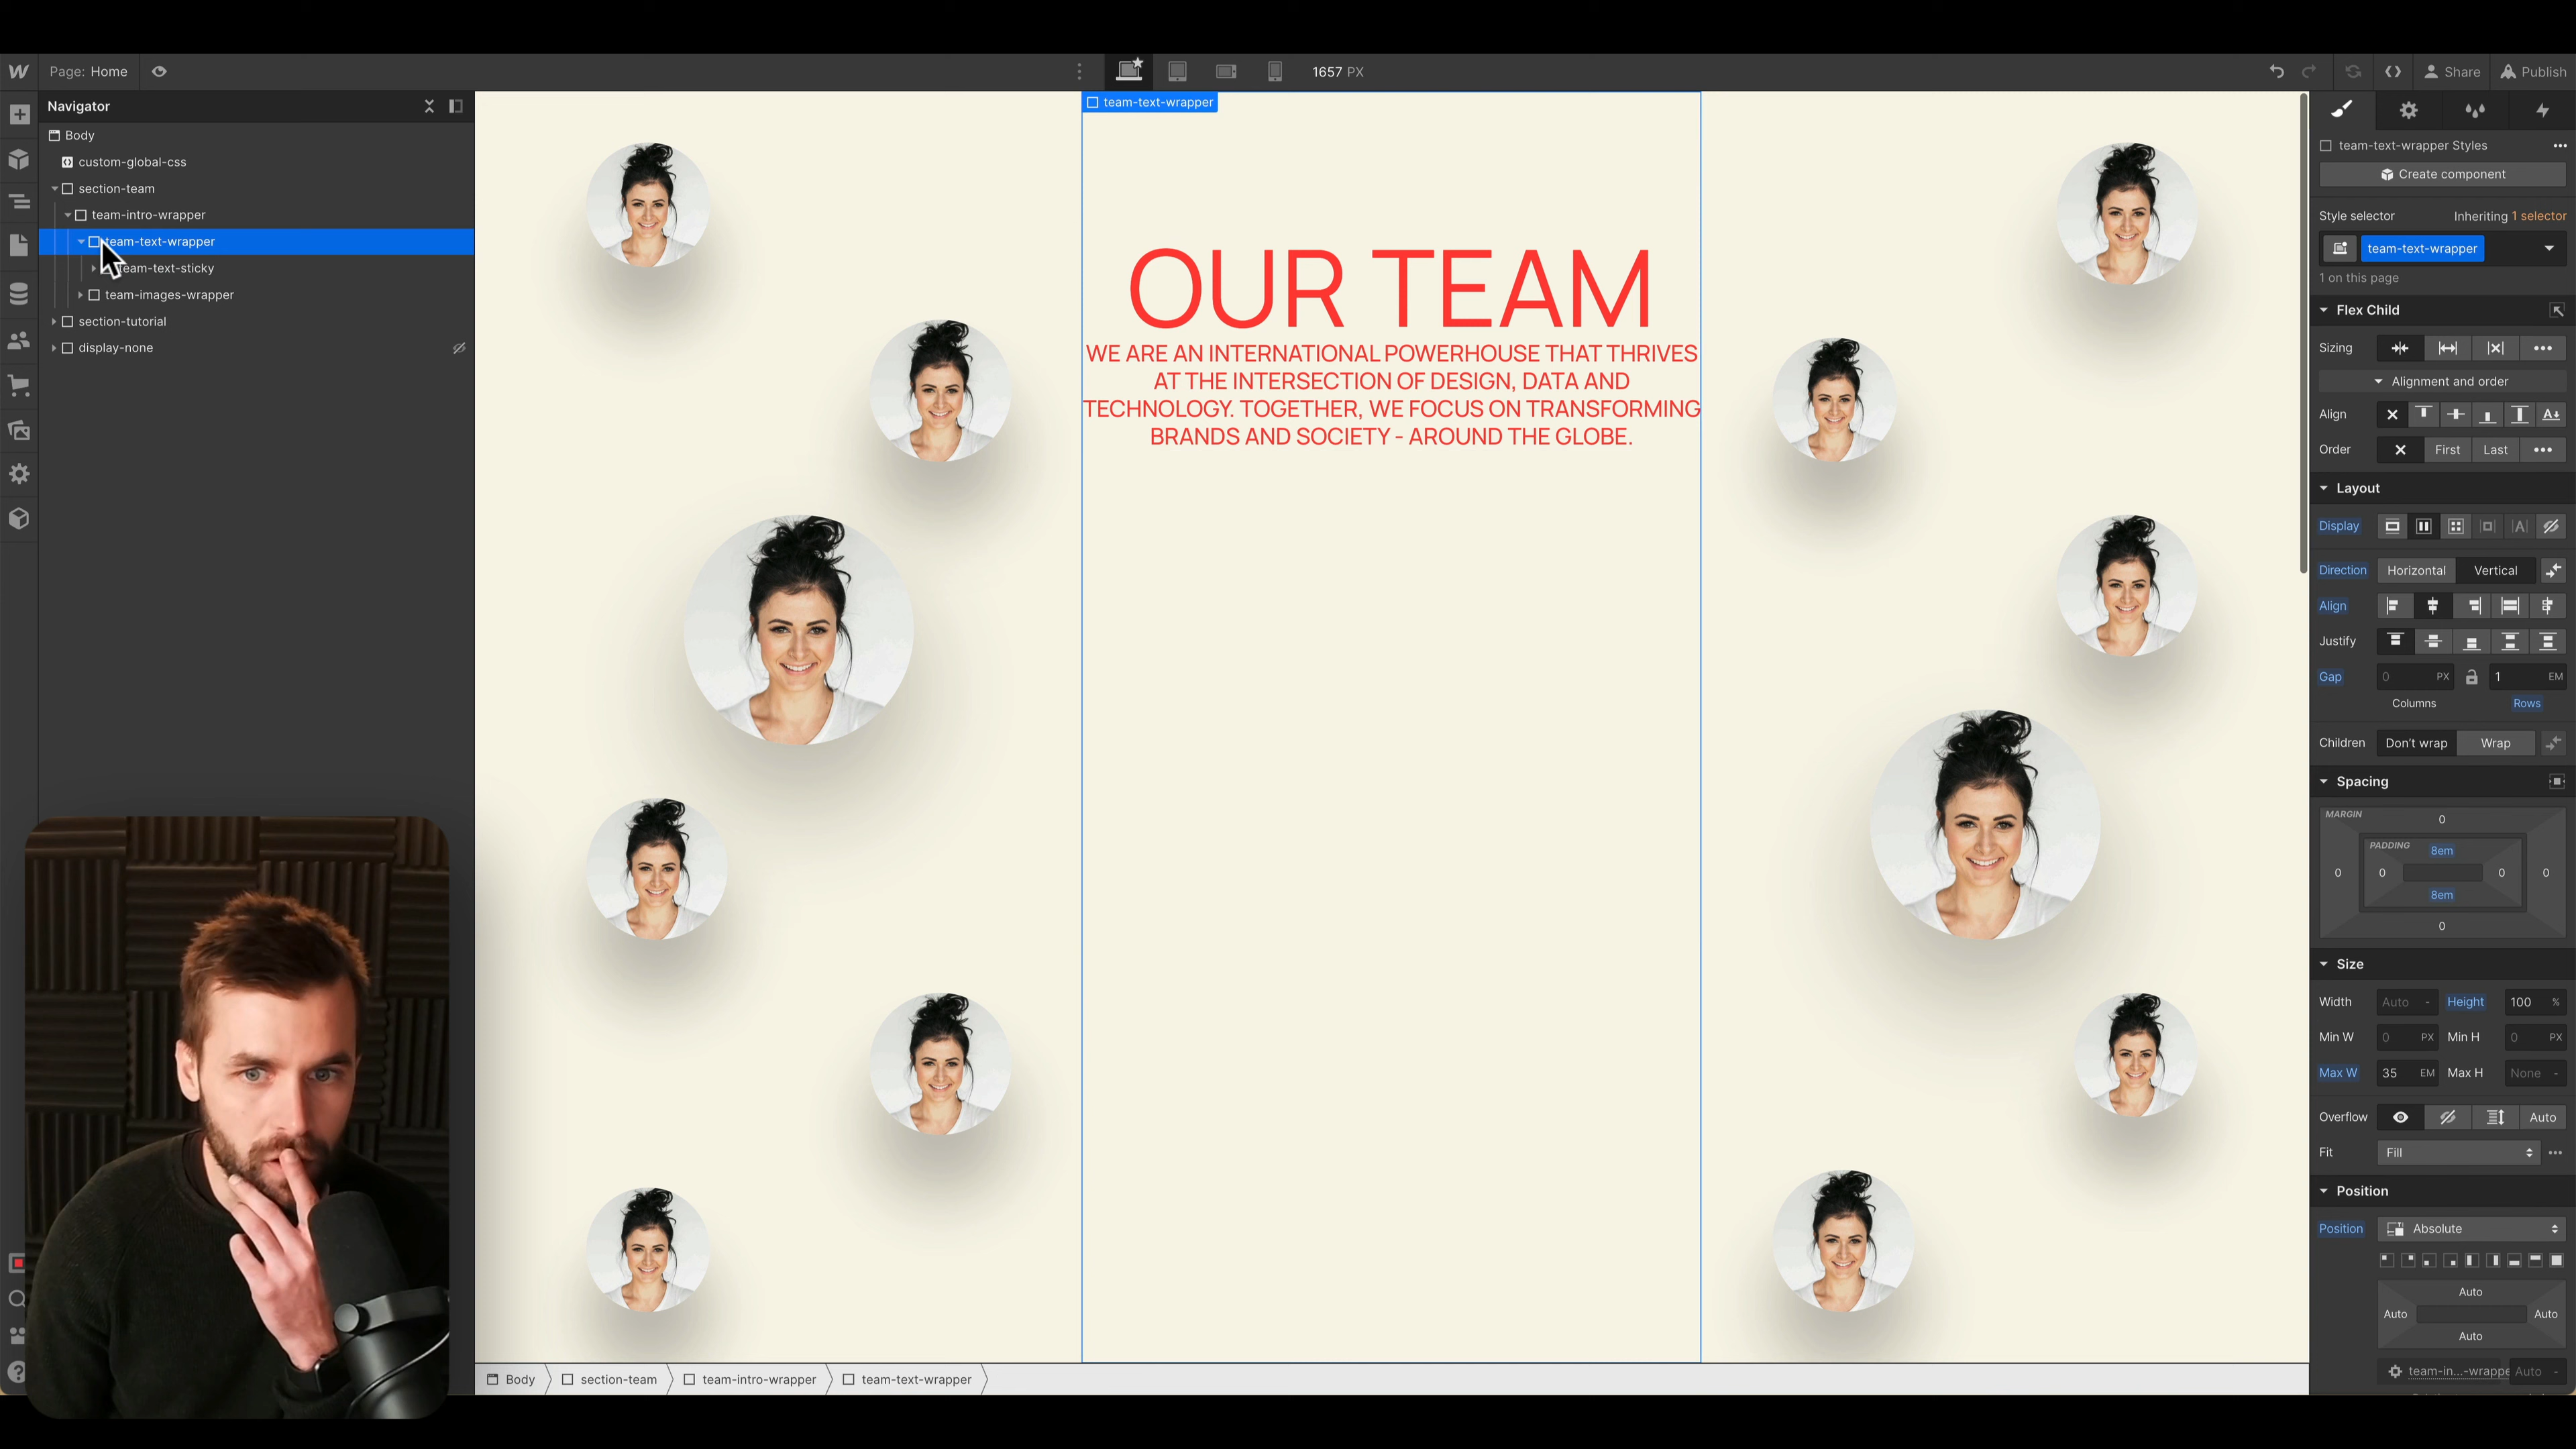 Page: Home
1657 PX
Share
Publish
Navigator
Body
custom-global-css
section-team
team-intro-wrapper
team-text-wrapper
team-text-sticky
team-images-wrapper
section-tutorial
display-none
team-text-wrapper
OUR TEAM
WE ARE AN INTERNATIONAL POWERHOUSE THAT THRIVES
AT THE INTERSECTION OF DESIGN, DATA AND
TECHNOLOGY. TOGETHER, WE FOCUS ON TRANSFORMING
BRANDS AND SOCIETY - AROUND THE GLOBE.
Body
section-team
team-intro-wrapper
team-text-wrapper
team-text-wrapper Styles
Create component
Style selector
Inheriting 1 selector
team-text-wrapper
1 on this page
Flex Child
Sizing
Alignment and order
Align
Order
First
Last
Layout
Display
Direction
Horizontal
Vertical
Align
Justify
Gap
0 PX
1 EM
Columns
Rows
Children
Don't wrap
Wrap
Spacing
MARGIN
0
PADDING
8em
0 0 0 0
8em
0
Size
Width Auto -
Height 100 %
Min W 0 PX
Min H 0 PX
Max W 35 EM
Max H None -
Overflow
Auto
Fit
Fill
Position
Position
Absolute
Auto
Auto Auto
Auto
team-in...-wrappe
Auto -